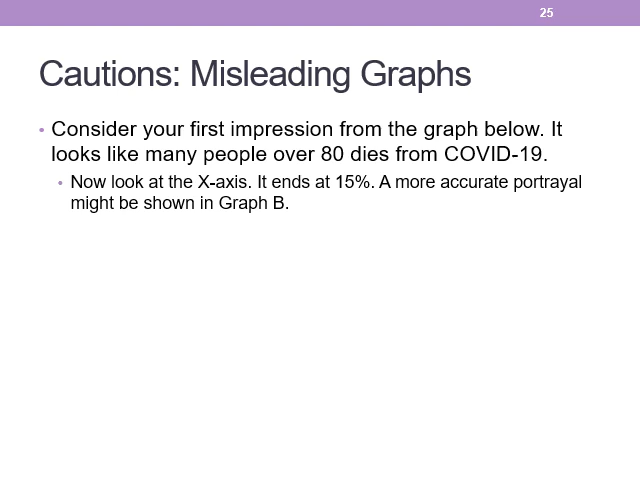 25
Cautions: Misleading Graphs
• Consider your first impression from the graph below. It
looks like many people over 80 dies from COVID-19.
• Now look at the X-axis. It ends at 15%. A more accurate portrayal
might be shown in Graph B.